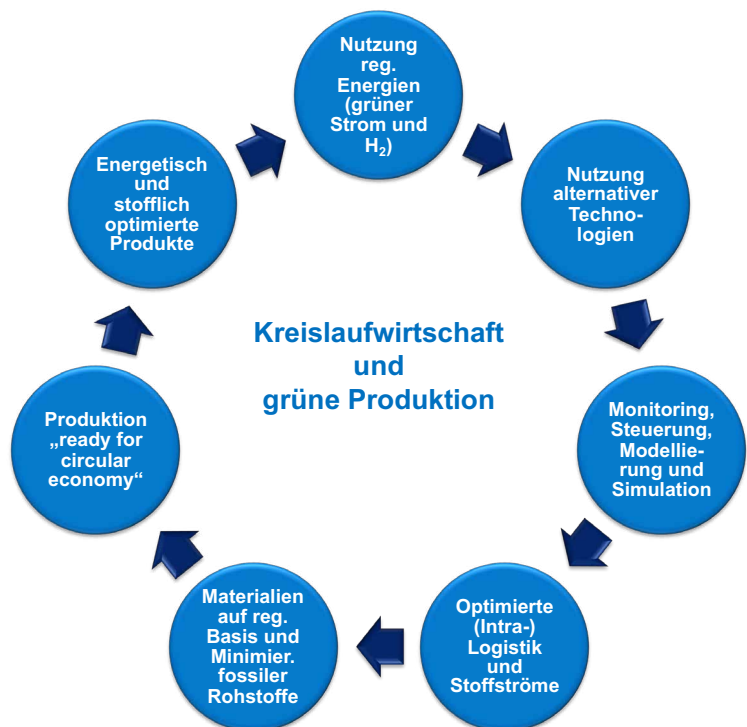 Nutzung
reg.
Energien
(grüner
Strom und
H₂)
Nutzung
alternativer
Techno-
logien
Monitoring,
Steuerung,
Modellie-
rung und
Simulation
Optimierte
(Intra-)
Logistik
und
Stoffströme
Materialien
auf reg.
Basis und
Minimier.
fossiler
Rohstoffe
Produktion
„ready for
circular
economy“
Energetisch
und
stofflich
optimierte
Produkte
Kreislaufwirtschaft
und
grüne Produktion